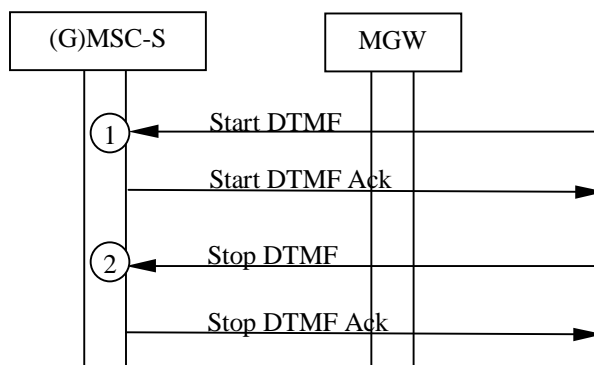 (G)MSC-S
MGW
1
Start DTMF
Start DTMF Ack
2
Stop DTMF
Stop DTMF Ack